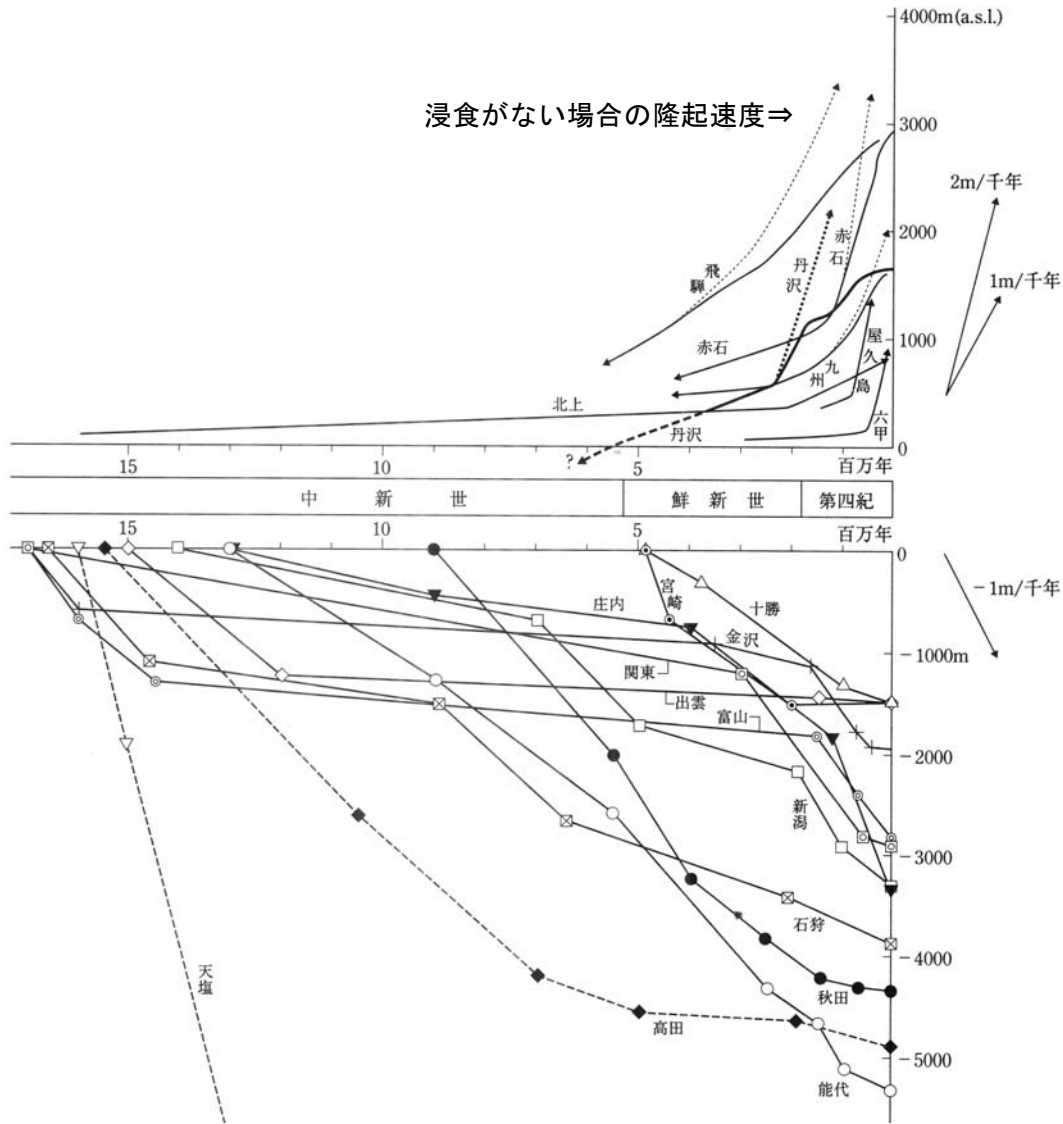 4000m(a.s.l.)
浸食がない場合の隆起速度⇒
3000
2m/千年
2000
1m/千年
赤石
丹沢
飛騨
1000
赤石
屋久島
九州
北上
六甲
丹沢
0
?
15
10
5
百万年
中新世
鮮新世
第四紀
15
10
5
百万年
0
宮崎
庄内
十勝
−1m/千年
金沢
−1000m
関東
出雲
富山
−2000
新潟
−3000
石狩
天塩
−4000
秋田
高田
−5000
能代